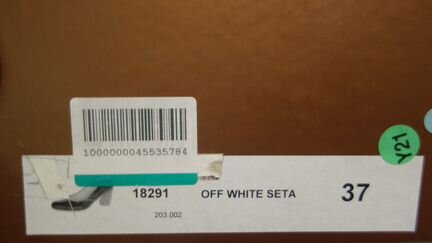 1000000045535784
Y21
18291 OFF WHITE SETA 37
203.002